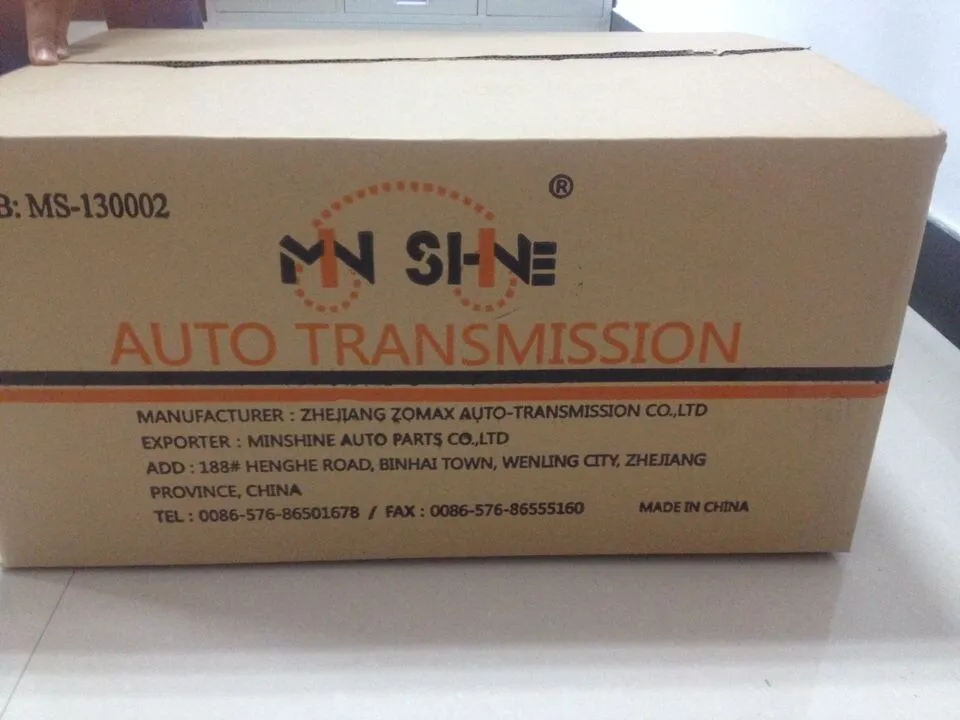 B: MS-130002
®
MIN SHINE
AUTO TRANSMISSION
MANUFACTURER : ZHEJIANG ZOMAX AUTO-TRANSMISSION CO.,LTD
EXPORTER : MINSHINE AUTO PARTS CO.,LTD
ADD : 188# HENGHE ROAD, BINHAI TOWN, WENLING CITY, ZHEJIANG
PROVINCE, CHINA
TEL : 0086-576-86501678 / FAX : 0086-576-86555160 MADE IN CHINA